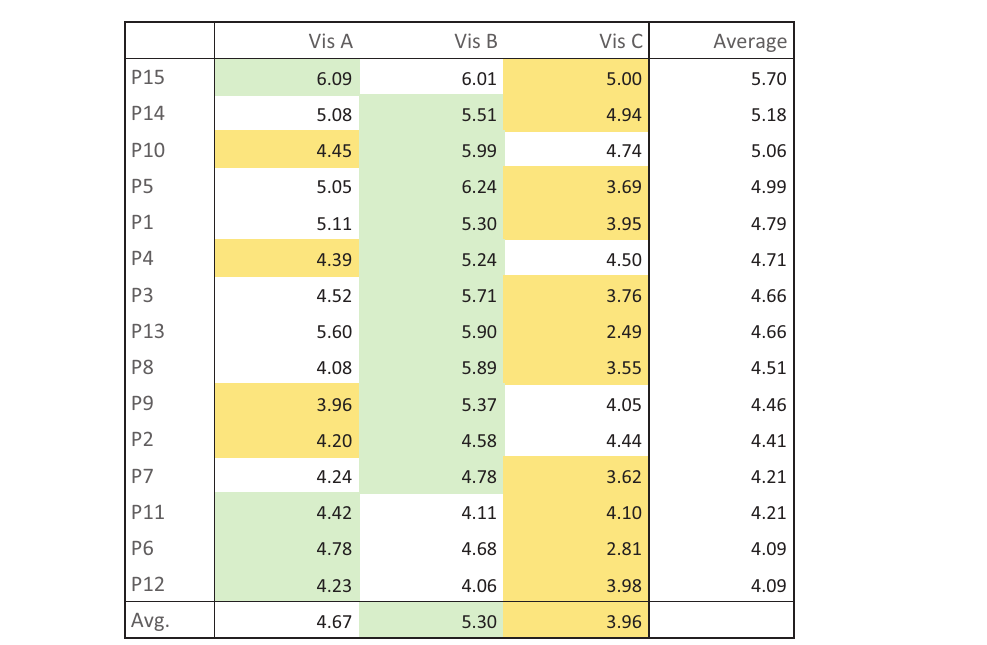 Vis A Vis B Vis C Average
P15 6.09 6.01 5.00 5.70
P14 5.08 5.51 4.94 5.18
P10 4.45 5.99 4.74 5.06
P5 5.05 6.24 3.69 4.99
P1 5.11 5.30 3.95 4.79
P4 4.39 5.24 4.50 4.71
P3 4.52 5.71 3.76 4.66
P13 5.60 5.90 2.49 4.66
P8 4.08 5.89 3.55 4.51
P9 3.96 5.37 4.05 4.46
P2 4.20 4.58 4.44 4.41
P7 4.24 4.78 3.62 4.21
P11 4.42 4.11 4.10 4.21
P6 4.78 4.68 2.81 4.09
P12 4.23 4.06 3.98 4.09
Avg. 4.67 5.30 3.96